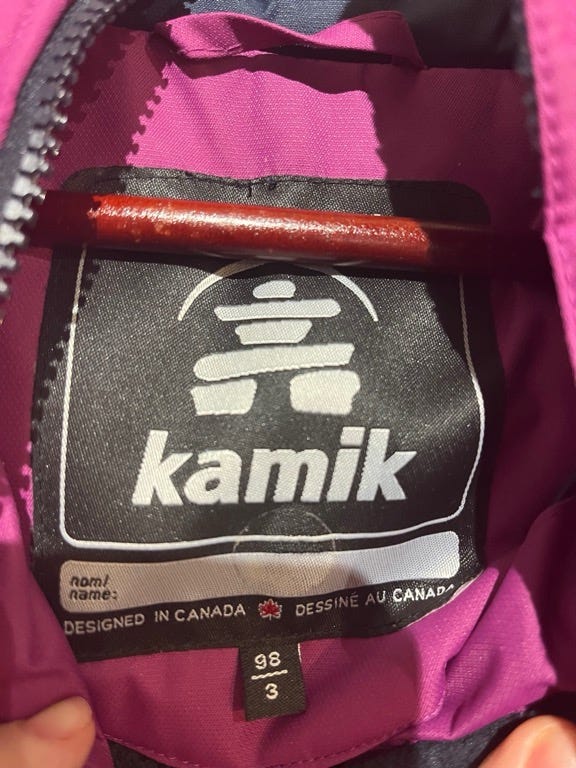 kamik
nom/
name:
DESIGNED IN CANADA DESSINÉ AU CANADA
98
3